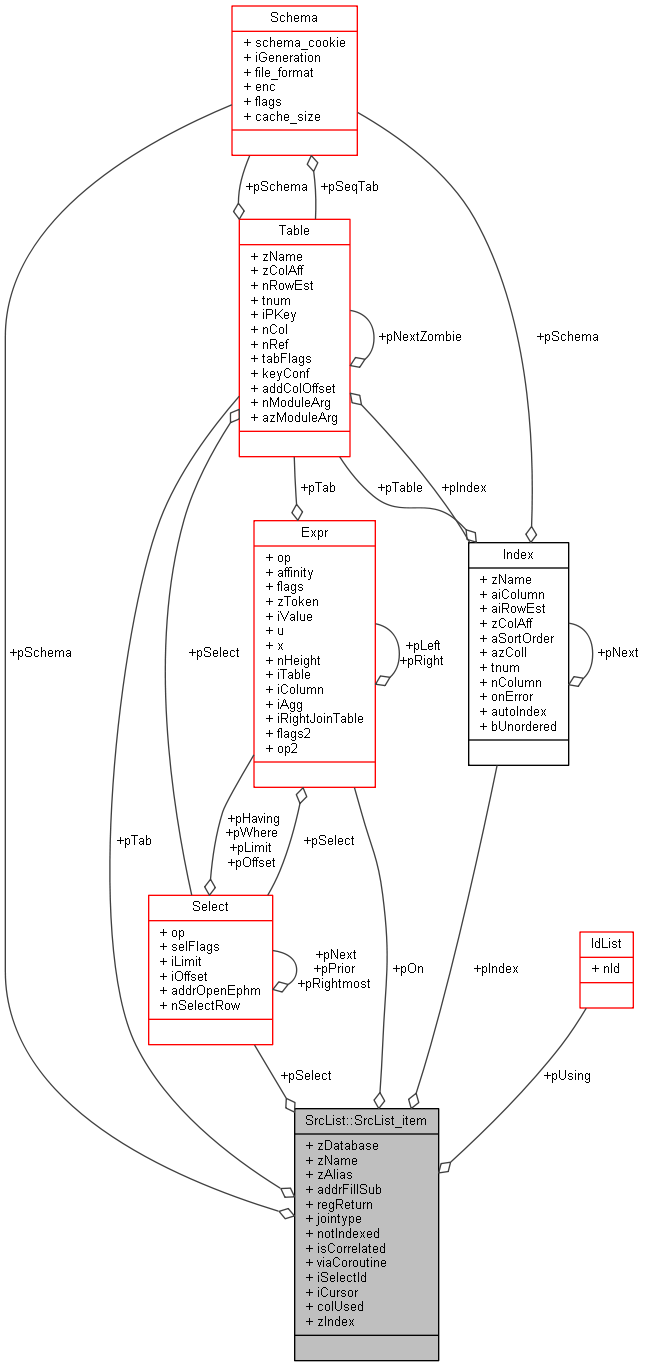 Schema
+ schema_cookie
+ iGeneration
+ file_format
+ enc
+ flags
+ cache_size
+pSchema
+pSeqTab
Table
+ zName
+ zColAff
+ nRowEst
+ tnum
+ iPKey
+ nCol
+ nRef
+ tabFlags
+ keyConf
+ addColOffset
+ nModuleArg
+ azModuleArg
+pNextZombie
+pSchema
+pTab
+pTable
+pIndex
Expr
+ op
+ affinity
+ flags
+ zToken
+ iValue
+ u
+ x
+ nHeight
+ iTable
+ iColumn
+ iAgg
+ iRightJoinTable
+ flags2
+ op2
+pLeft
+pRight
Index
+ zName
+ aiColumn
+ aiRowEst
+ zColAff
+ aSortOrder
+ azColl
+ tnum
+ nColumn
+ onError
+ autoIndex
+ bUnordered
+pNext
+pSchema
+pSelect
+pTab
+pHaving
+pWhere
+pLimit
+pOffset
+pSelect
Select
+ op
+ selFlags
+ iLimit
+ iOffset
+ addrOpenEphm
+ nSelectRow
+pNext
+pPrior
+pRightmost
+pOn
+pIndex
IdList
+ nId
+pSelect
+pUsing
SrcList::SrcList_item
+ zDatabase
+ zName
+ zAlias
+ addrFillSub
+ regReturn
+ jointype
+ notIndexed
+ isCorrelated
+ viaCoroutine
+ iSelectId
+ iCursor
+ colUsed
+ zIndex